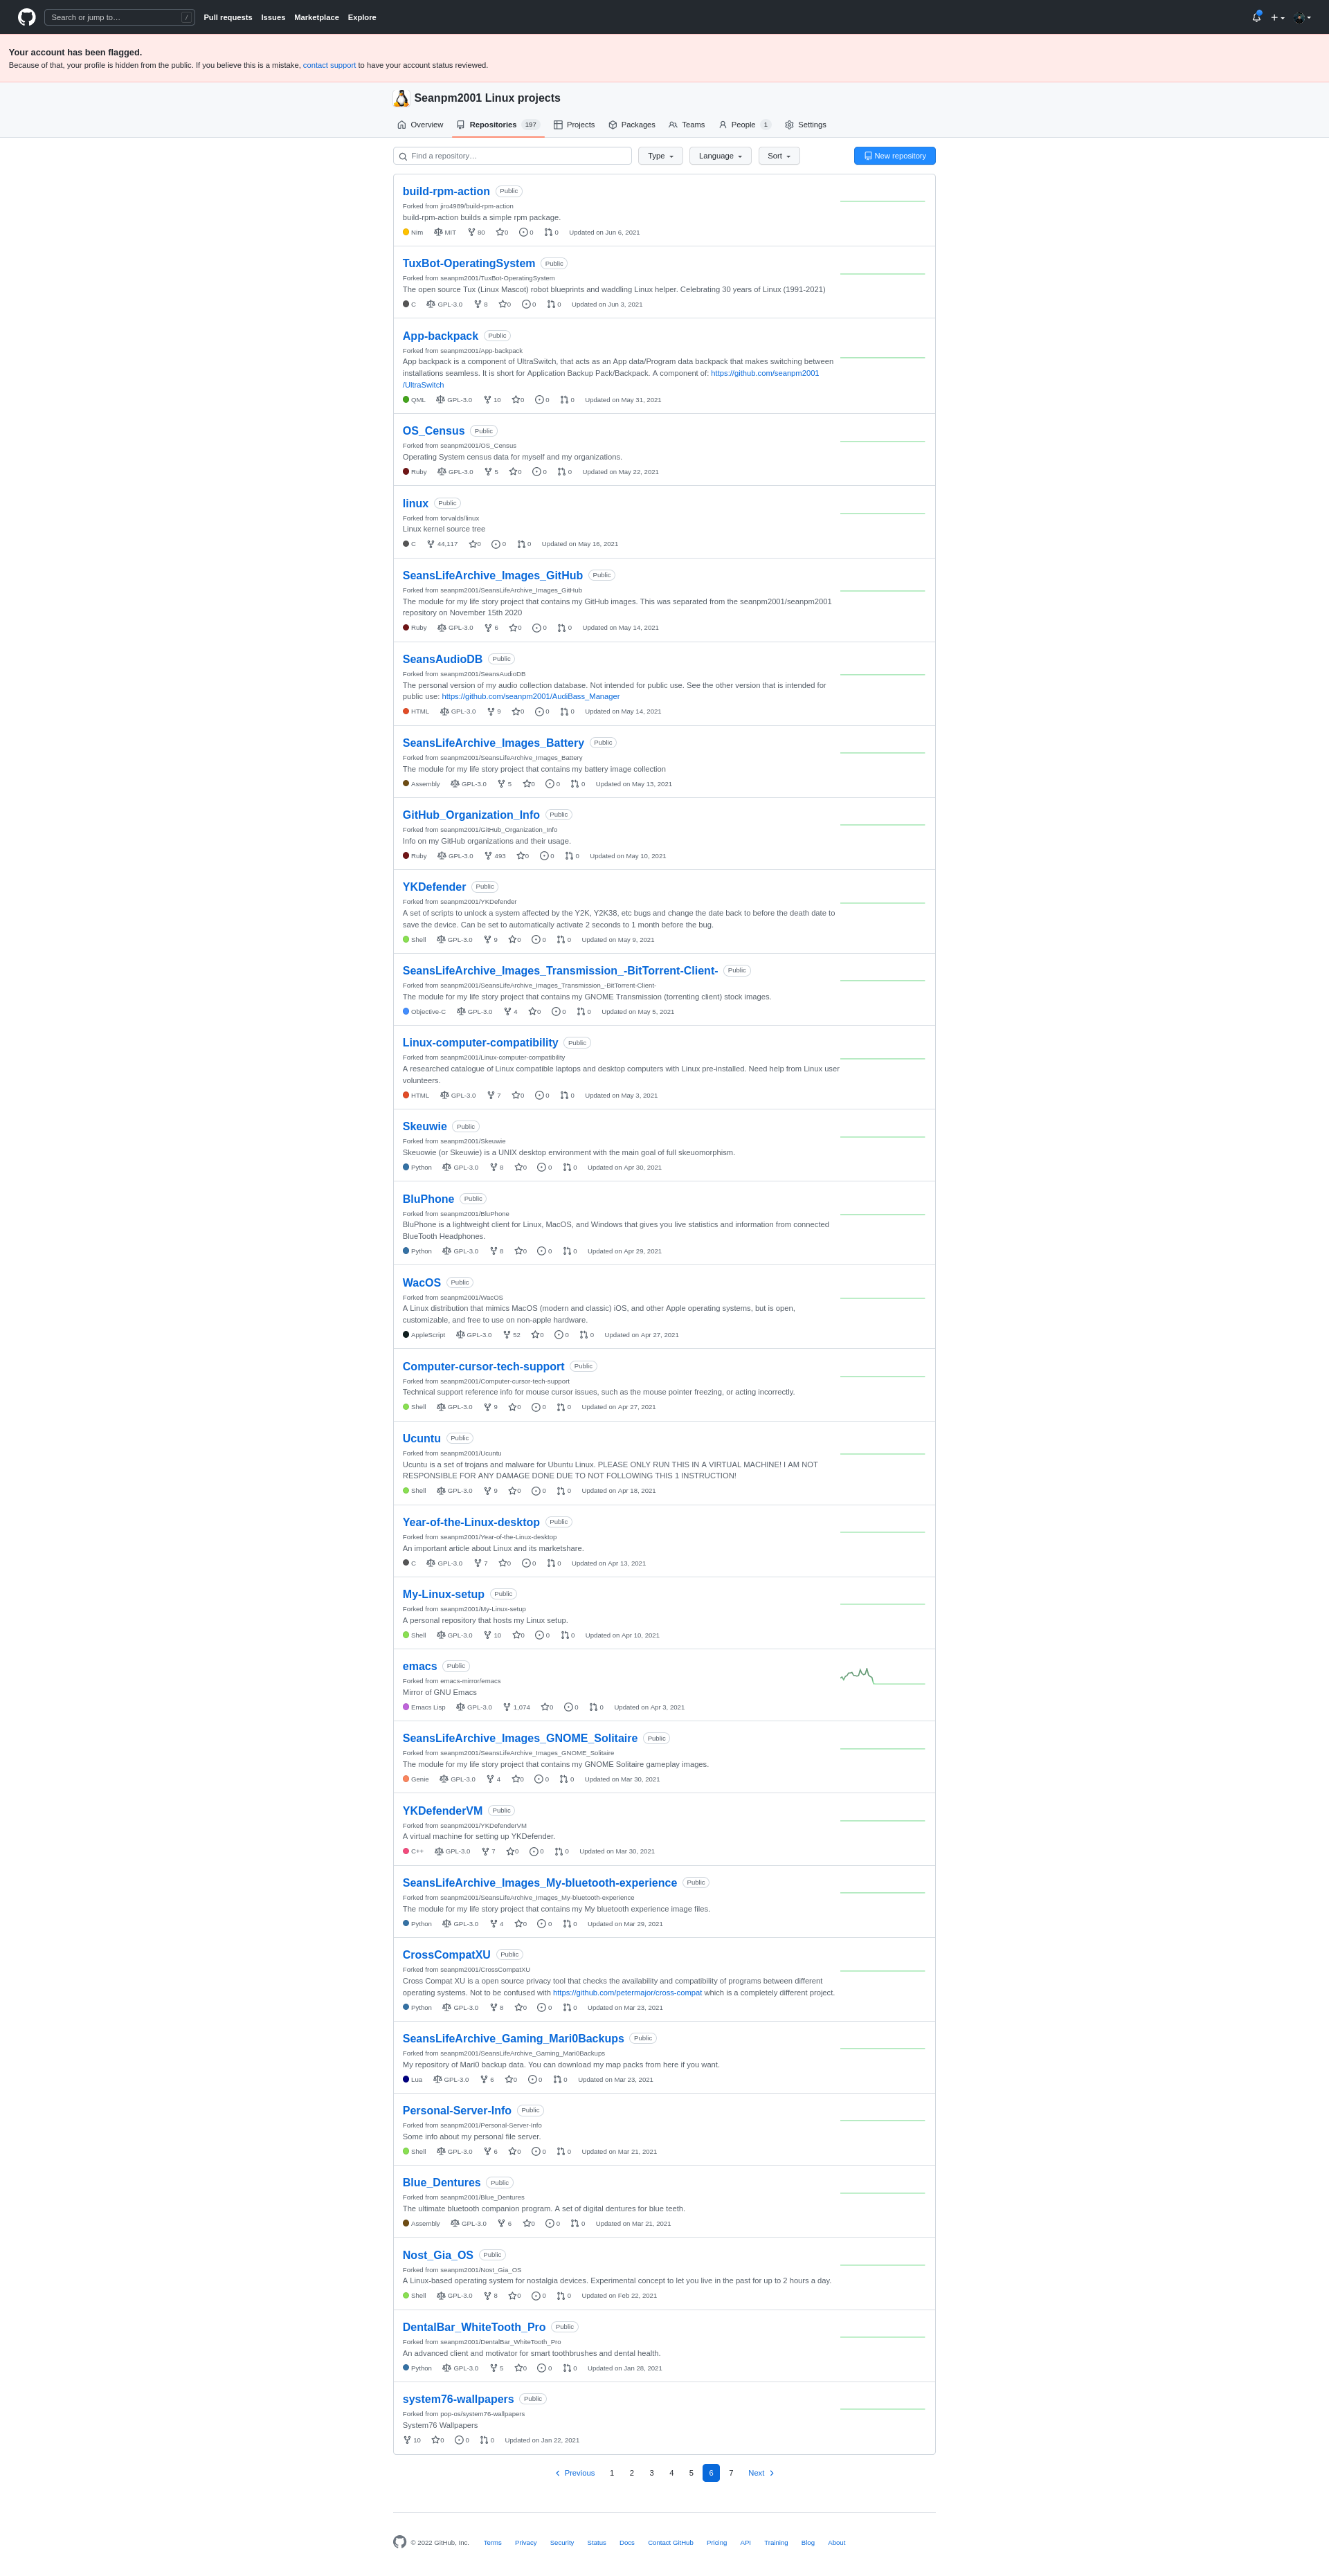 Search or jump to… /
Pull requests Issues Marketplace Explore
Your account has been flagged.
Because of that, your profile is hidden from the public. If you believe this is a mistake, contact support to have your account status reviewed.
Seanpm2001 Linux projects
Overview Repositories 197 Projects Packages Teams People 1 Settings
Find a repository… Type Language Sort New repository
build-rpm-action Public
Forked from jiro4989/build-rpm-action
build-rpm-action builds a simple rpm package.
Nim MIT 80 0 0 0 Updated on Jun 6, 2021
TuxBot-OperatingSystem Public
Forked from seanpm2001/TuxBot-OperatingSystem
The open source Tux (Linux Mascot) robot blueprints and waddling Linux helper. Celebrating 30 years of Linux (1991-2021)
C GPL-3.0 8 0 0 0 Updated on Jun 3, 2021
App-backpack Public
Forked from seanpm2001/App-backpack
App backpack is a component of UltraSwitch, that acts as an App data/Program data backpack that makes switching between
installations seamless. It is short for Application Backup Pack/Backpack. A component of: https://github.com/seanpm2001
/UltraSwitch
QML GPL-3.0 10 0 0 0 Updated on May 31, 2021
OS_Census Public
Forked from seanpm2001/OS_Census
Operating System census data for myself and my organizations.
Ruby GPL-3.0 5 0 0 0 Updated on May 22, 2021
linux Public
Forked from torvalds/linux
Linux kernel source tree
C 44,117 0 0 0 Updated on May 16, 2021
SeansLifeArchive_Images_GitHub Public
Forked from seanpm2001/SeansLifeArchive_Images_GitHub
The module for my life story project that contains my GitHub images. This was separated from the seanpm2001/seanpm2001
repository on November 15th 2020
Ruby GPL-3.0 6 0 0 0 Updated on May 14, 2021
SeansAudioDB Public
Forked from seanpm2001/SeansAudioDB
The personal version of my audio collection database. Not intended for public use. See the other version that is intended for
public use: https://github.com/seanpm2001/AudiBass_Manager
HTML GPL-3.0 9 0 0 0 Updated on May 14, 2021
SeansLifeArchive_Images_Battery Public
Forked from seanpm2001/SeansLifeArchive_Images_Battery
The module for my life story project that contains my battery image collection
Assembly GPL-3.0 5 0 0 0 Updated on May 13, 2021
GitHub_Organization_Info Public
Forked from seanpm2001/GitHub_Organization_Info
Info on my GitHub organizations and their usage.
Ruby GPL-3.0 493 0 0 0 Updated on May 10, 2021
YKDefender Public
Forked from seanpm2001/YKDefender
A set of scripts to unlock a system affected by the Y2K, Y2K38, etc bugs and change the date back to before the death date to
save the device. Can be set to automatically activate 2 seconds to 1 month before the bug.
Shell GPL-3.0 9 0 0 0 Updated on May 9, 2021
SeansLifeArchive_Images_Transmission_-BitTorrent-Client- Public
Forked from seanpm2001/SeansLifeArchive_Images_Transmission_-BitTorrent-Client-
The module for my life story project that contains my GNOME Transmission (torrenting client) stock images.
Objective-C GPL-3.0 4 0 0 0 Updated on May 5, 2021
Linux-computer-compatibility Public
Forked from seanpm2001/Linux-computer-compatibility
A researched catalogue of Linux compatible laptops and desktop computers with Linux pre-installed. Need help from Linux user
volunteers.
HTML GPL-3.0 7 0 0 0 Updated on May 3, 2021
Skeuwie Public
Forked from seanpm2001/Skeuwie
Skeuowie (or Skeuwie) is a UNIX desktop environment with the main goal of full skeuomorphism.
Python GPL-3.0 8 0 0 0 Updated on Apr 30, 2021
BluPhone Public
Forked from seanpm2001/BluPhone
BluPhone is a lightweight client for Linux, MacOS, and Windows that gives you live statistics and information from connected
BlueTooth Headphones.
Python GPL-3.0 8 0 0 0 Updated on Apr 29, 2021
WacOS Public
Forked from seanpm2001/WacOS
A Linux distribution that mimics MacOS (modern and classic) iOS, and other Apple operating systems, but is open,
customizable, and free to use on non-apple hardware.
AppleScript GPL-3.0 52 0 0 0 Updated on Apr 27, 2021
Computer-cursor-tech-support Public
Forked from seanpm2001/Computer-cursor-tech-support
Technical support reference info for mouse cursor issues, such as the mouse pointer freezing, or acting incorrectly.
Shell GPL-3.0 9 0 0 0 Updated on Apr 27, 2021
Ucuntu Public
Forked from seanpm2001/Ucuntu
Ucuntu is a set of trojans and malware for Ubuntu Linux. PLEASE ONLY RUN THIS IN A VIRTUAL MACHINE! I AM NOT
RESPONSIBLE FOR ANY DAMAGE DONE DUE TO NOT FOLLOWING THIS 1 INSTRUCTION!
Shell GPL-3.0 9 0 0 0 Updated on Apr 18, 2021
Year-of-the-Linux-desktop Public
Forked from seanpm2001/Year-of-the-Linux-desktop
An important article about Linux and its marketshare.
C GPL-3.0 7 0 0 0 Updated on Apr 13, 2021
My-Linux-setup Public
Forked from seanpm2001/My-Linux-setup
A personal repository that hosts my Linux setup.
Shell GPL-3.0 10 0 0 0 Updated on Apr 10, 2021
emacs Public
Forked from emacs-mirror/emacs
Mirror of GNU Emacs
Emacs Lisp GPL-3.0 1,074 0 0 0 Updated on Apr 3, 2021
SeansLifeArchive_Images_GNOME_Solitaire Public
Forked from seanpm2001/SeansLifeArchive_Images_GNOME_Solitaire
The module for my life story project that contains my GNOME Solitaire gameplay images.
Genie GPL-3.0 4 0 0 0 Updated on Mar 30, 2021
YKDefenderVM Public
Forked from seanpm2001/YKDefenderVM
A virtual machine for setting up YKDefender.
C++ GPL-3.0 7 0 0 0 Updated on Mar 30, 2021
SeansLifeArchive_Images_My-bluetooth-experience Public
Forked from seanpm2001/SeansLifeArchive_Images_My-bluetooth-experience
The module for my life story project that contains my My bluetooth experience image files.
Python GPL-3.0 4 0 0 0 Updated on Mar 29, 2021
CrossCompatXU Public
Forked from seanpm2001/CrossCompatXU
Cross Compat XU is a open source privacy tool that checks the availability and compatibility of programs between different
operating systems. Not to be confused with https://github.com/petermajor/cross-compat which is a completely different project.
Python GPL-3.0 8 0 0 0 Updated on Mar 23, 2021
SeansLifeArchive_Gaming_Mari0Backups Public
Forked from seanpm2001/SeansLifeArchive_Gaming_Mari0Backups
My repository of Mari0 backup data. You can download my map packs from here if you want.
Lua GPL-3.0 6 0 0 0 Updated on Mar 23, 2021
Personal-Server-Info Public
Forked from seanpm2001/Personal-Server-Info
Some info about my personal file server.
Shell GPL-3.0 6 0 0 0 Updated on Mar 21, 2021
Blue_Dentures Public
Forked from seanpm2001/Blue_Dentures
The ultimate bluetooth companion program. A set of digital dentures for blue teeth.
Assembly GPL-3.0 6 0 0 0 Updated on Mar 21, 2021
Nost_Gia_OS Public
Forked from seanpm2001/Nost_Gia_OS
A Linux-based operating system for nostalgia devices. Experimental concept to let you live in the past for up to 2 hours a day.
Shell GPL-3.0 8 0 0 0 Updated on Feb 22, 2021
DentalBar_WhiteTooth_Pro Public
Forked from seanpm2001/DentalBar_WhiteTooth_Pro
An advanced client and motivator for smart toothbrushes and dental health.
Python GPL-3.0 5 0 0 0 Updated on Jan 28, 2021
system76-wallpapers Public
Forked from pop-os/system76-wallpapers
System76 Wallpapers
10 0 0 0 Updated on Jan 22, 2021
Previous 1 2 3 4 5 6 7 Next
© 2022 GitHub, Inc. Terms Privacy Security Status Docs Contact GitHub Pricing API Training Blog About